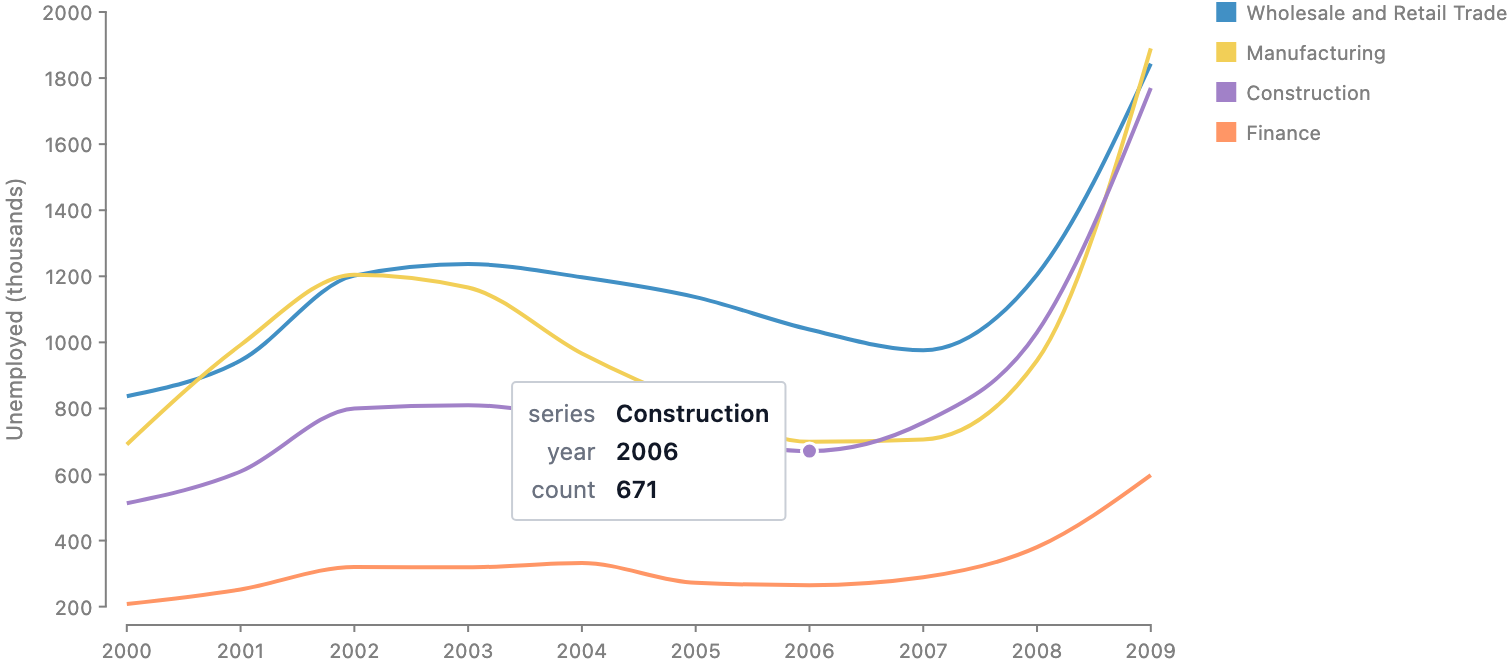 Unemployed (thousands)
2000
1800
1600
1400
1200
1000
800
600
400
200
2000 2001 2002 2003 2004 2005 2006 2007 2008 2009
series Construction
year 2006
count 671
Wholesale and Retail Trade
Manufacturing
Construction
Finance